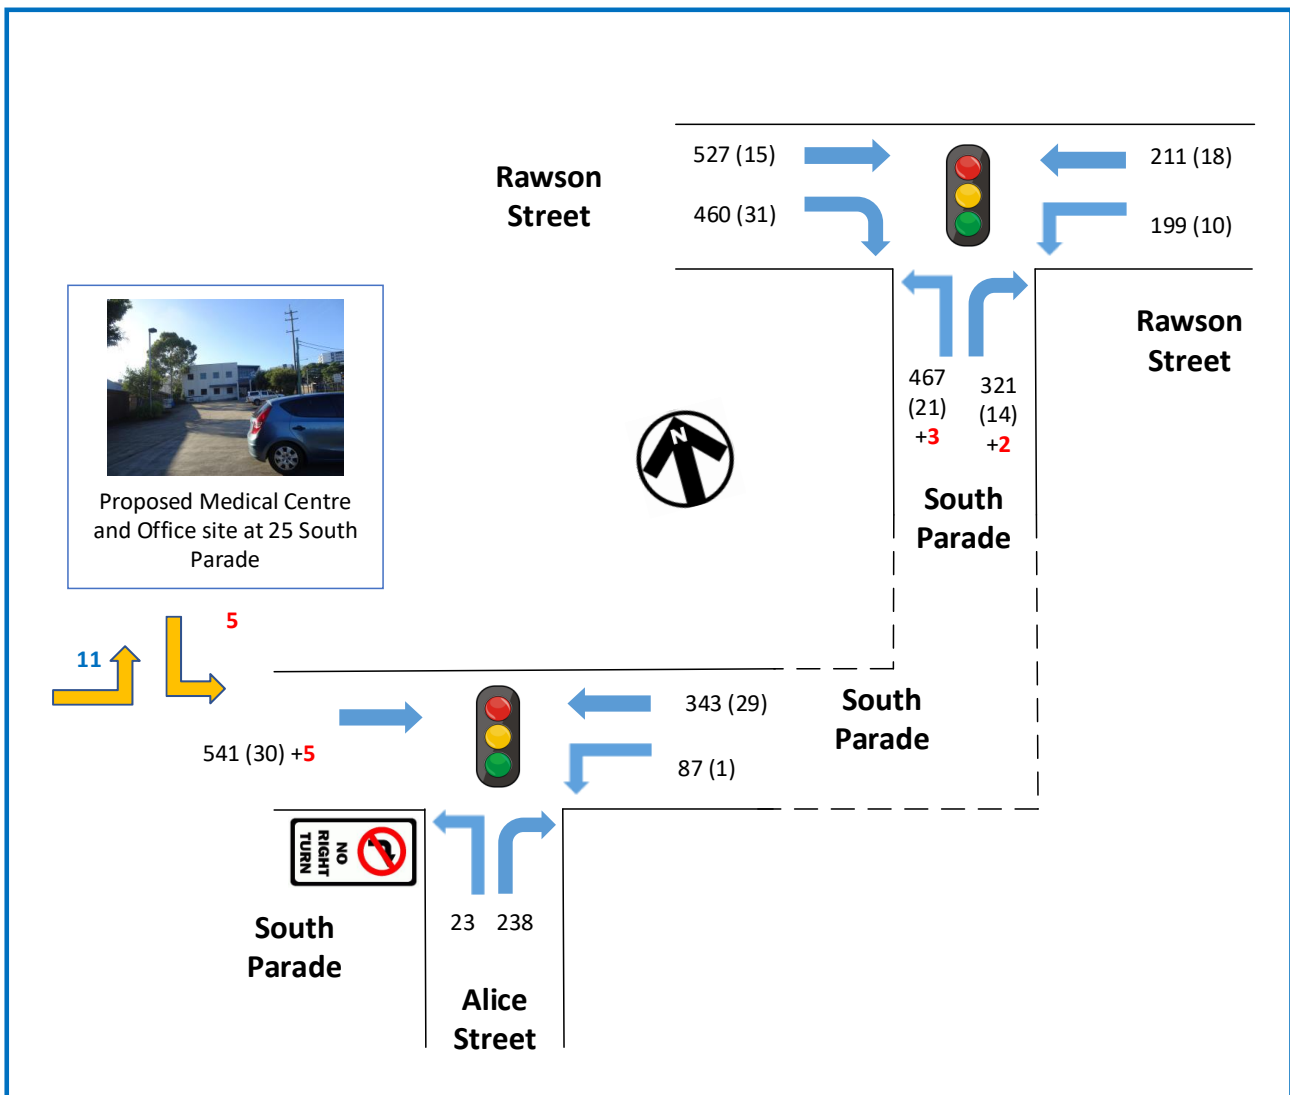 527 (15)
211 (18)
Rawson
Street
460 (31)
199 (10)
Rawson
Street
467
(21)
+3
321
(14)
+2
N
South
Parade
Proposed Medical Centre
and Office site at 25 South
Parade
5
11
343 (29)
South
Parade
541 (30) +5
87 (1)
NO
RIGHT
TURN
23
238
South
Parade
Alice
Street